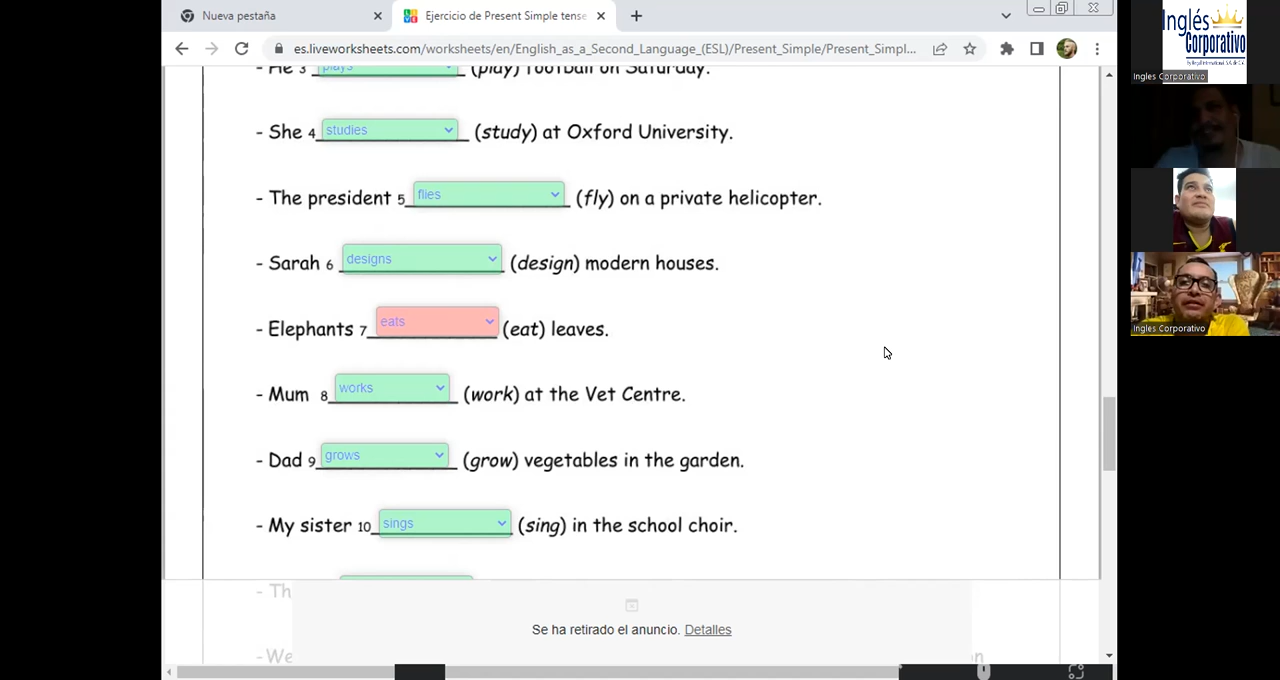 Nueva pestaña
Ejercicio de Present Simple tense
es.liveworksheets.com/worksheets/en/English_as_a_Second_Language_(ESL)/Present_Simple/Present_Simpl...
- He 3 plays (play) football on Saturday.
- She 4 studies (study) at Oxford University.
- The president 5 flies (fly) on a private helicopter.
- Sarah 6 designs (design) modern houses.
- Elephants 7 eats (eat) leaves.
- Mum 8 works (work) at the Vet Centre.
- Dad 9 grows (grow) vegetables in the garden.
- My sister 10 sings (sing) in the school choir.
- Th
Se ha retirado el anuncio. Detalles
- We
Inglés
Corporativo
Ingles Corporativo
Ingles Corporativo